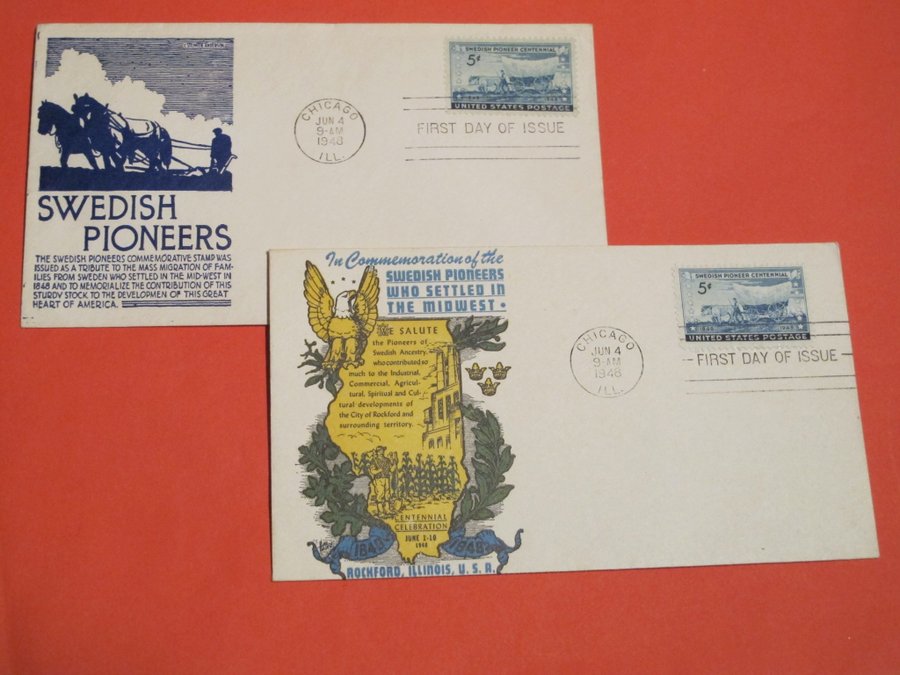 SWEDISH
PIONEERS
THE SWEDISH PIONEERS COMMEMORATIVE STAMP WAS
ISSUED AS A TRIBUTE TO THE MASS MIGRATION OF FAM-
ILIES FROM SWEDEN WHO SETTLED IN THE MID-WEST IN
1848 AND TO MEMORIALIZE THE CONTRIBUTION OF THIS
STURDY STOCK TO THE DEVELOPMEN OF THIS GREAT
HEART OF AMERICA.
CHICAGO
JUN 4
9-AM
1948
ILL.
SWEDISH PIONEER CENTENNIAL
5¢
1848 1948
UNITED STATES POSTAGE
FIRST DAY OF ISSUE
In Commemoration of the
SWEDISH PIONEERS
WHO SETTLED IN
THE MIDWEST
WE SALUTE
the Pioneers of
Swedish Ancestry,
who contributed so
much to the Industrial,
Commercial, Agricul-
tural, Spiritual and Cul-
tural developments of
the City of Rockford and
surrounding territory.
CENTENNIAL
CELEBRATION
JUNE 2-10
1948
1848 1948
ROCKFORD, ILLINOIS, U. S. A.
CHICAGO
JUN 4
9-AM
1948
ILL.
SWEDISH PIONEER CENTENNIAL
5¢
1848 1948
UNITED STATES POSTAGE
FIRST DAY OF ISSUE